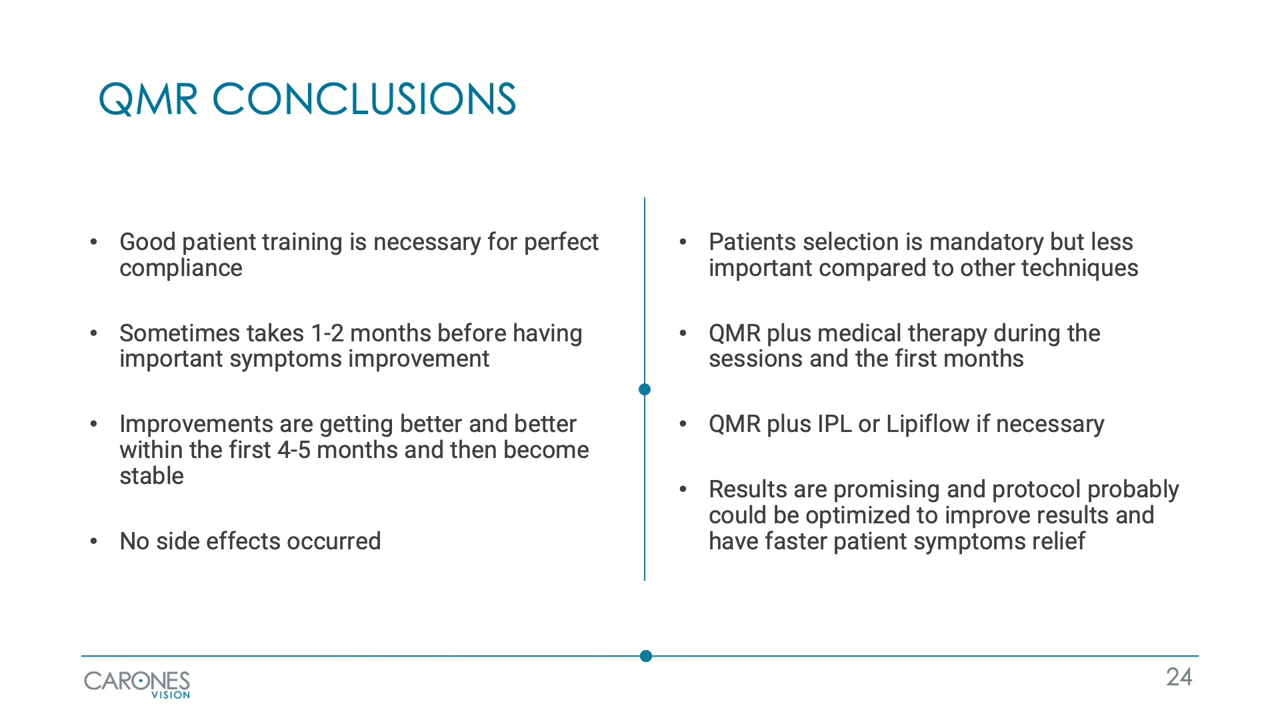 QMR CONCLUSIONS
• Good patient training is necessary for perfect
compliance
• Sometimes takes 1-2 months before having
important symptoms improvement
• Improvements are getting better and better
within the first 4-5 months and then become
stable
• No side effects occurred
• Patients selection is mandatory but less
important compared to other techniques
• QMR plus medical therapy during the
sessions and the first months
• QMR plus IPL or Lipiflow if necessary
• Results are promising and protocol probably
could be optimized to improve results and
have faster patient symptoms relief
CARONES
VISION
24